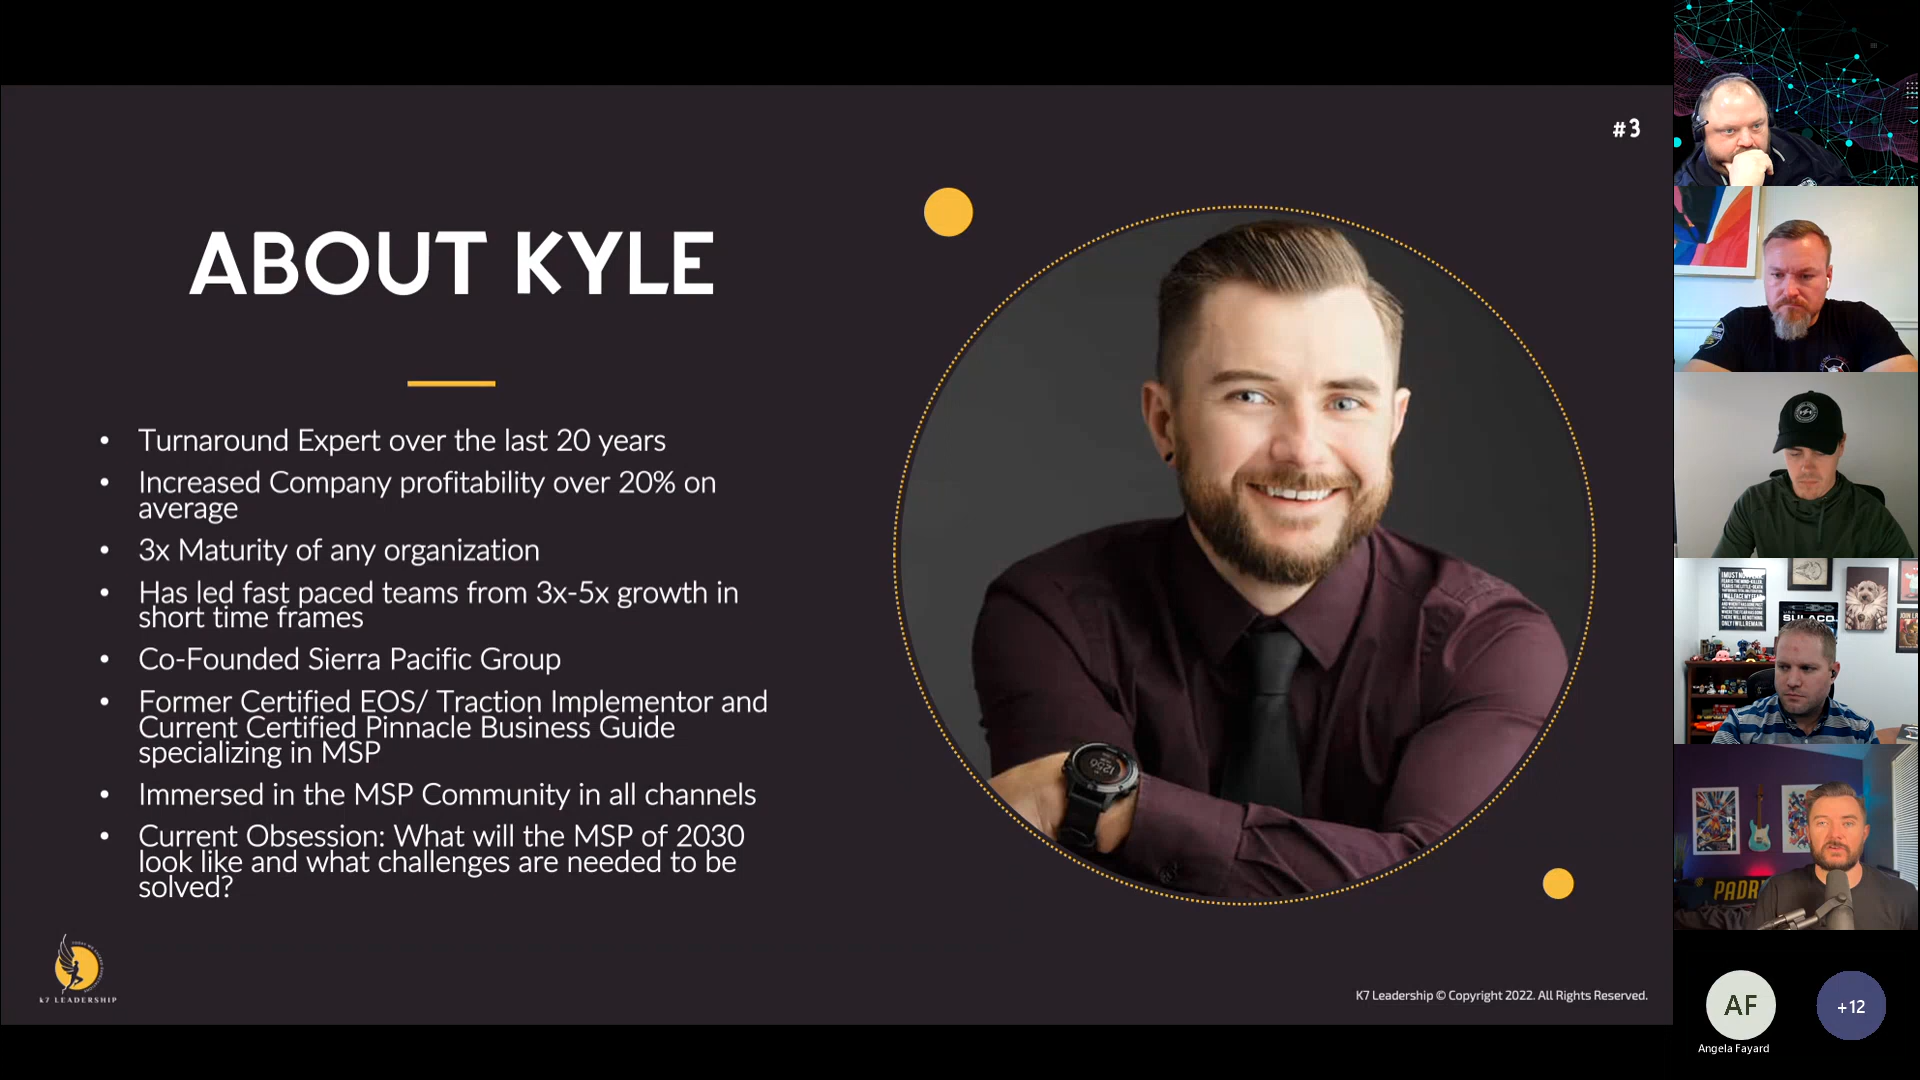 #3
ABOUT KYLE
• Turnaround Expert over the last 20 years
• Increased Company profitability over 20% on
average
• 3x Maturity of any organization
• Has led fast paced teams from 3x-5x growth in
short time frames
• Co-Founded Sierra Pacific Group
• Former Certified EOS/ Traction Implementor and
Current Certified Pinnacle Business Guide
specializing in MSP
• Immersed in the MSP Community in all channels
• Current Obsession: What will the MSP of 2030
look like and what challenges are needed to be
solved?
K7 LEADERSHIP
K7 Leadership © Copyright 2022. All Rights Reserved.
SULACO
PADR
AF
Angela Fayard
+12